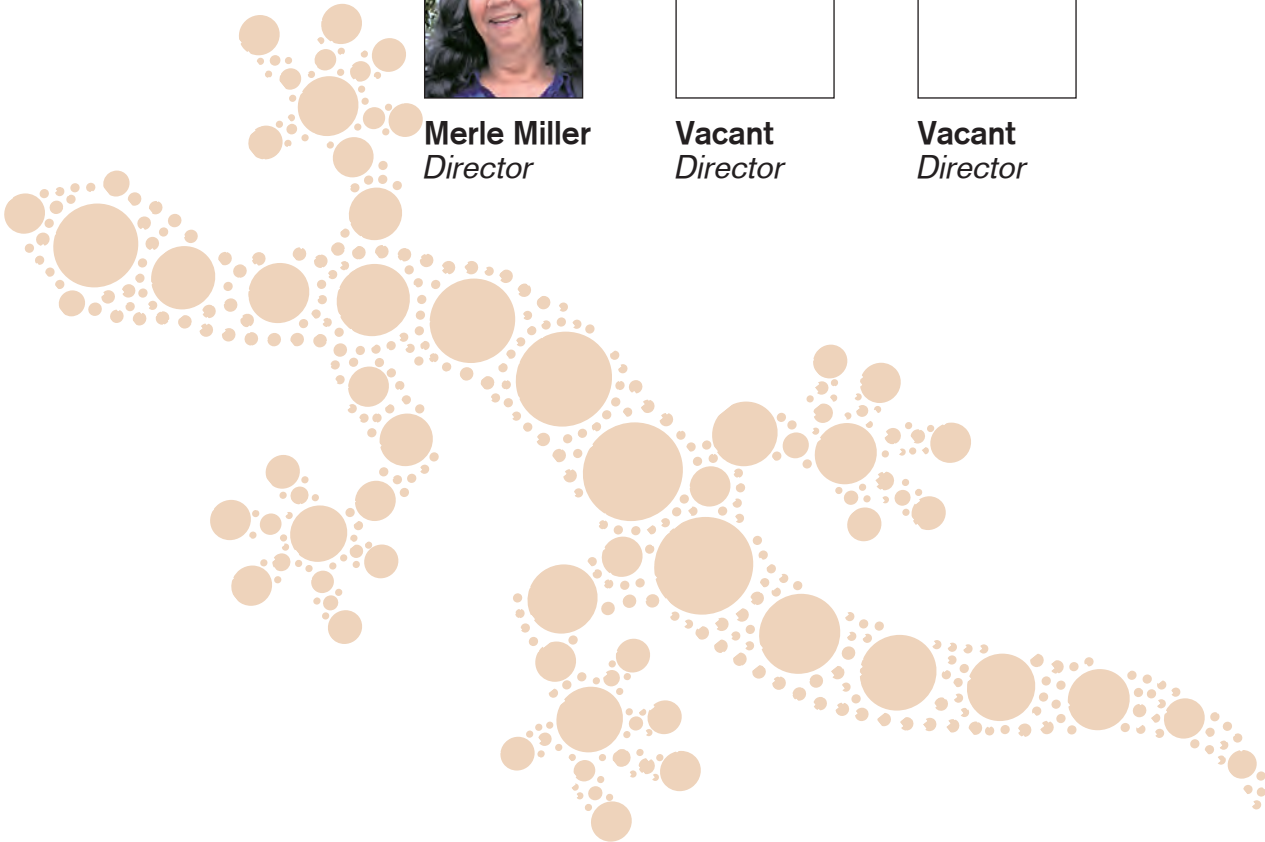 Merle Miller
Director
Vacant
Director
Vacant
Director